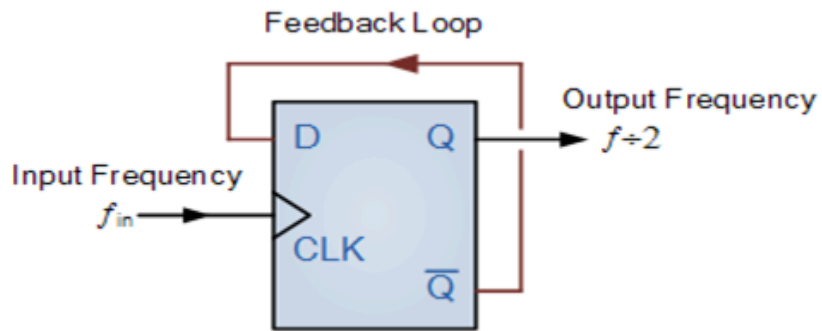 Feedback Loop
Output Frequency
D
Q
f÷2
Input Frequency
fin
CLK
Q̅